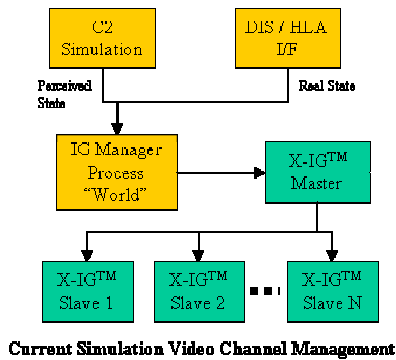 C2
Simulation
DIS / HLA
I/F
Perceived
State
Real State
IG Manager
Process
“World”
X-IG™
Master
X-IG™
Slave 1
X-IG™
Slave 2
X-IG™
Slave N
Current Simulation Video Channel Management